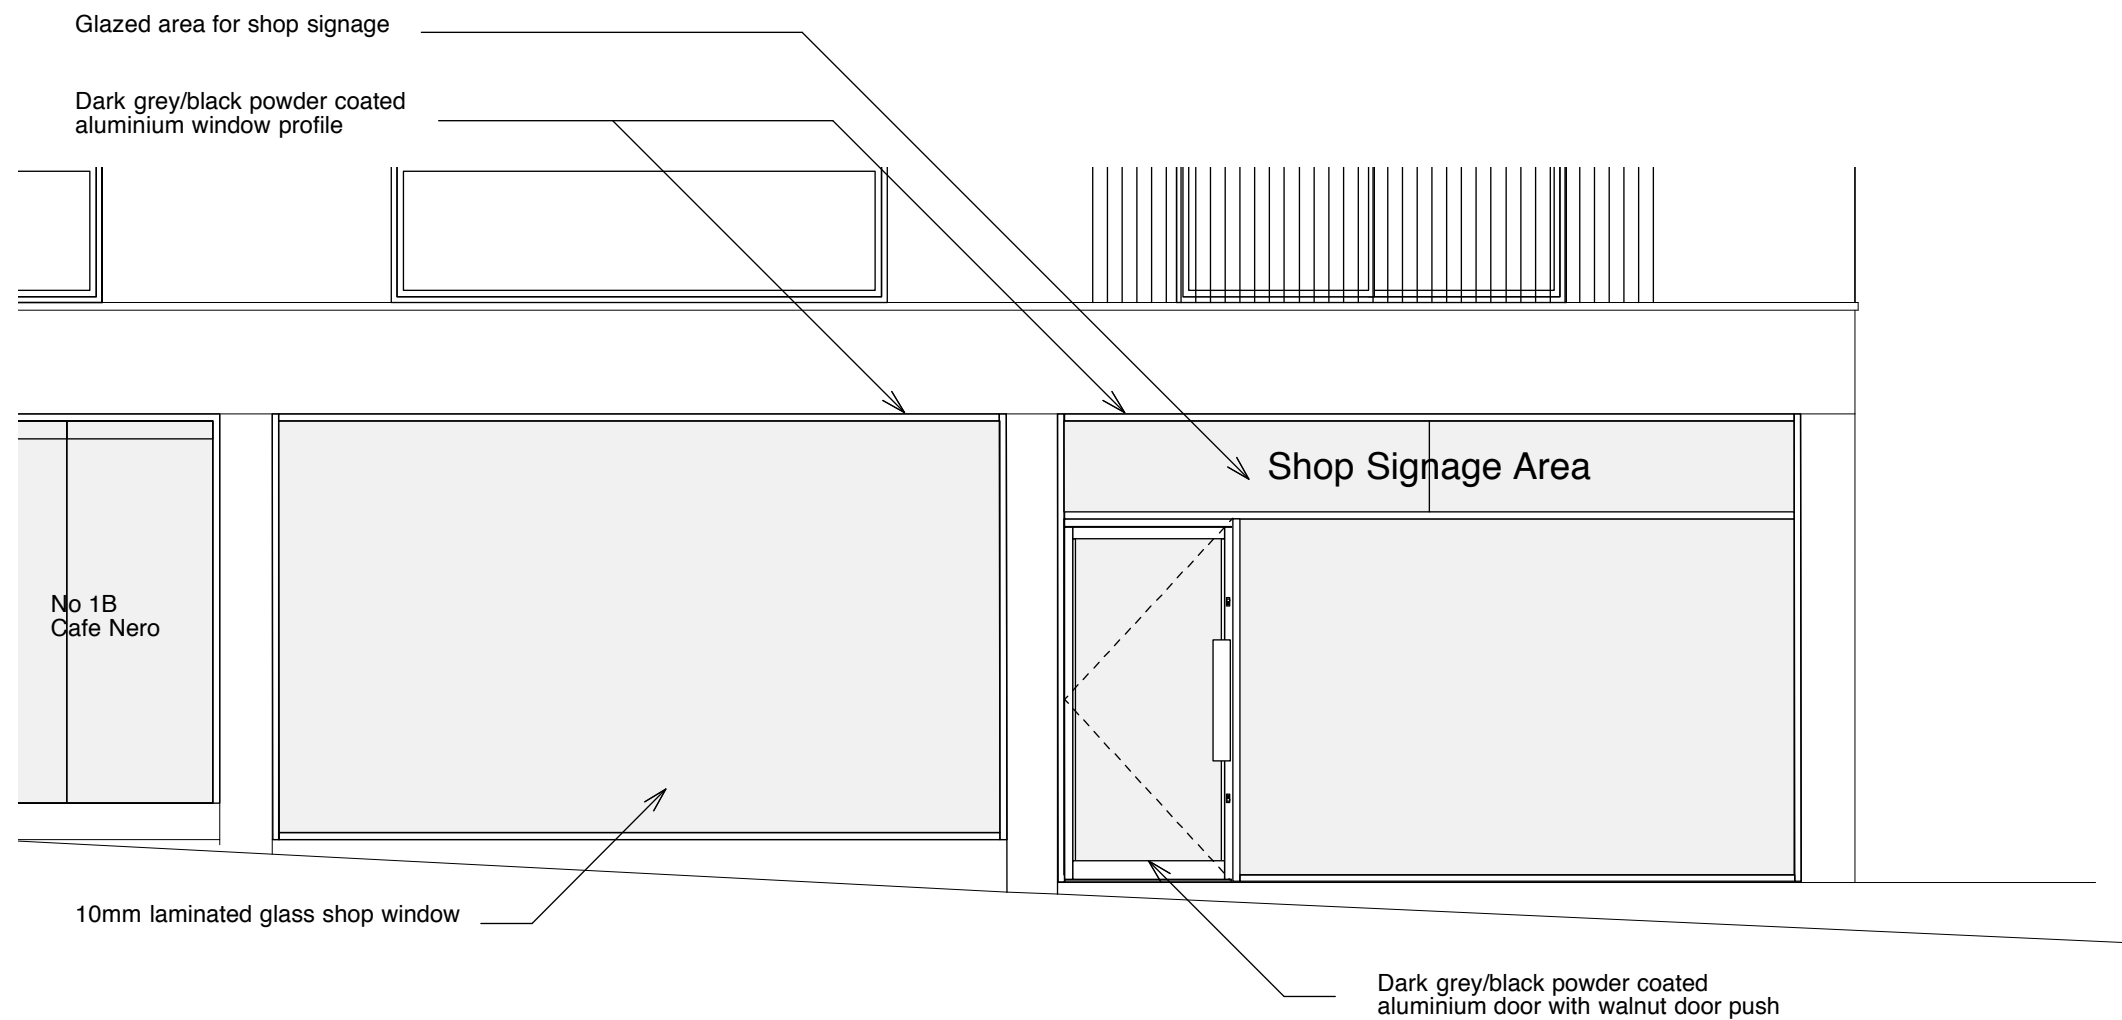 Glazed area for shop signage
Dark grey/black powder coated
aluminium window profile
Shop Signage Area
No 1B
Cafe Nero
10mm laminated glass shop window
Dark grey/black powder coated
aluminium door with walnut door push